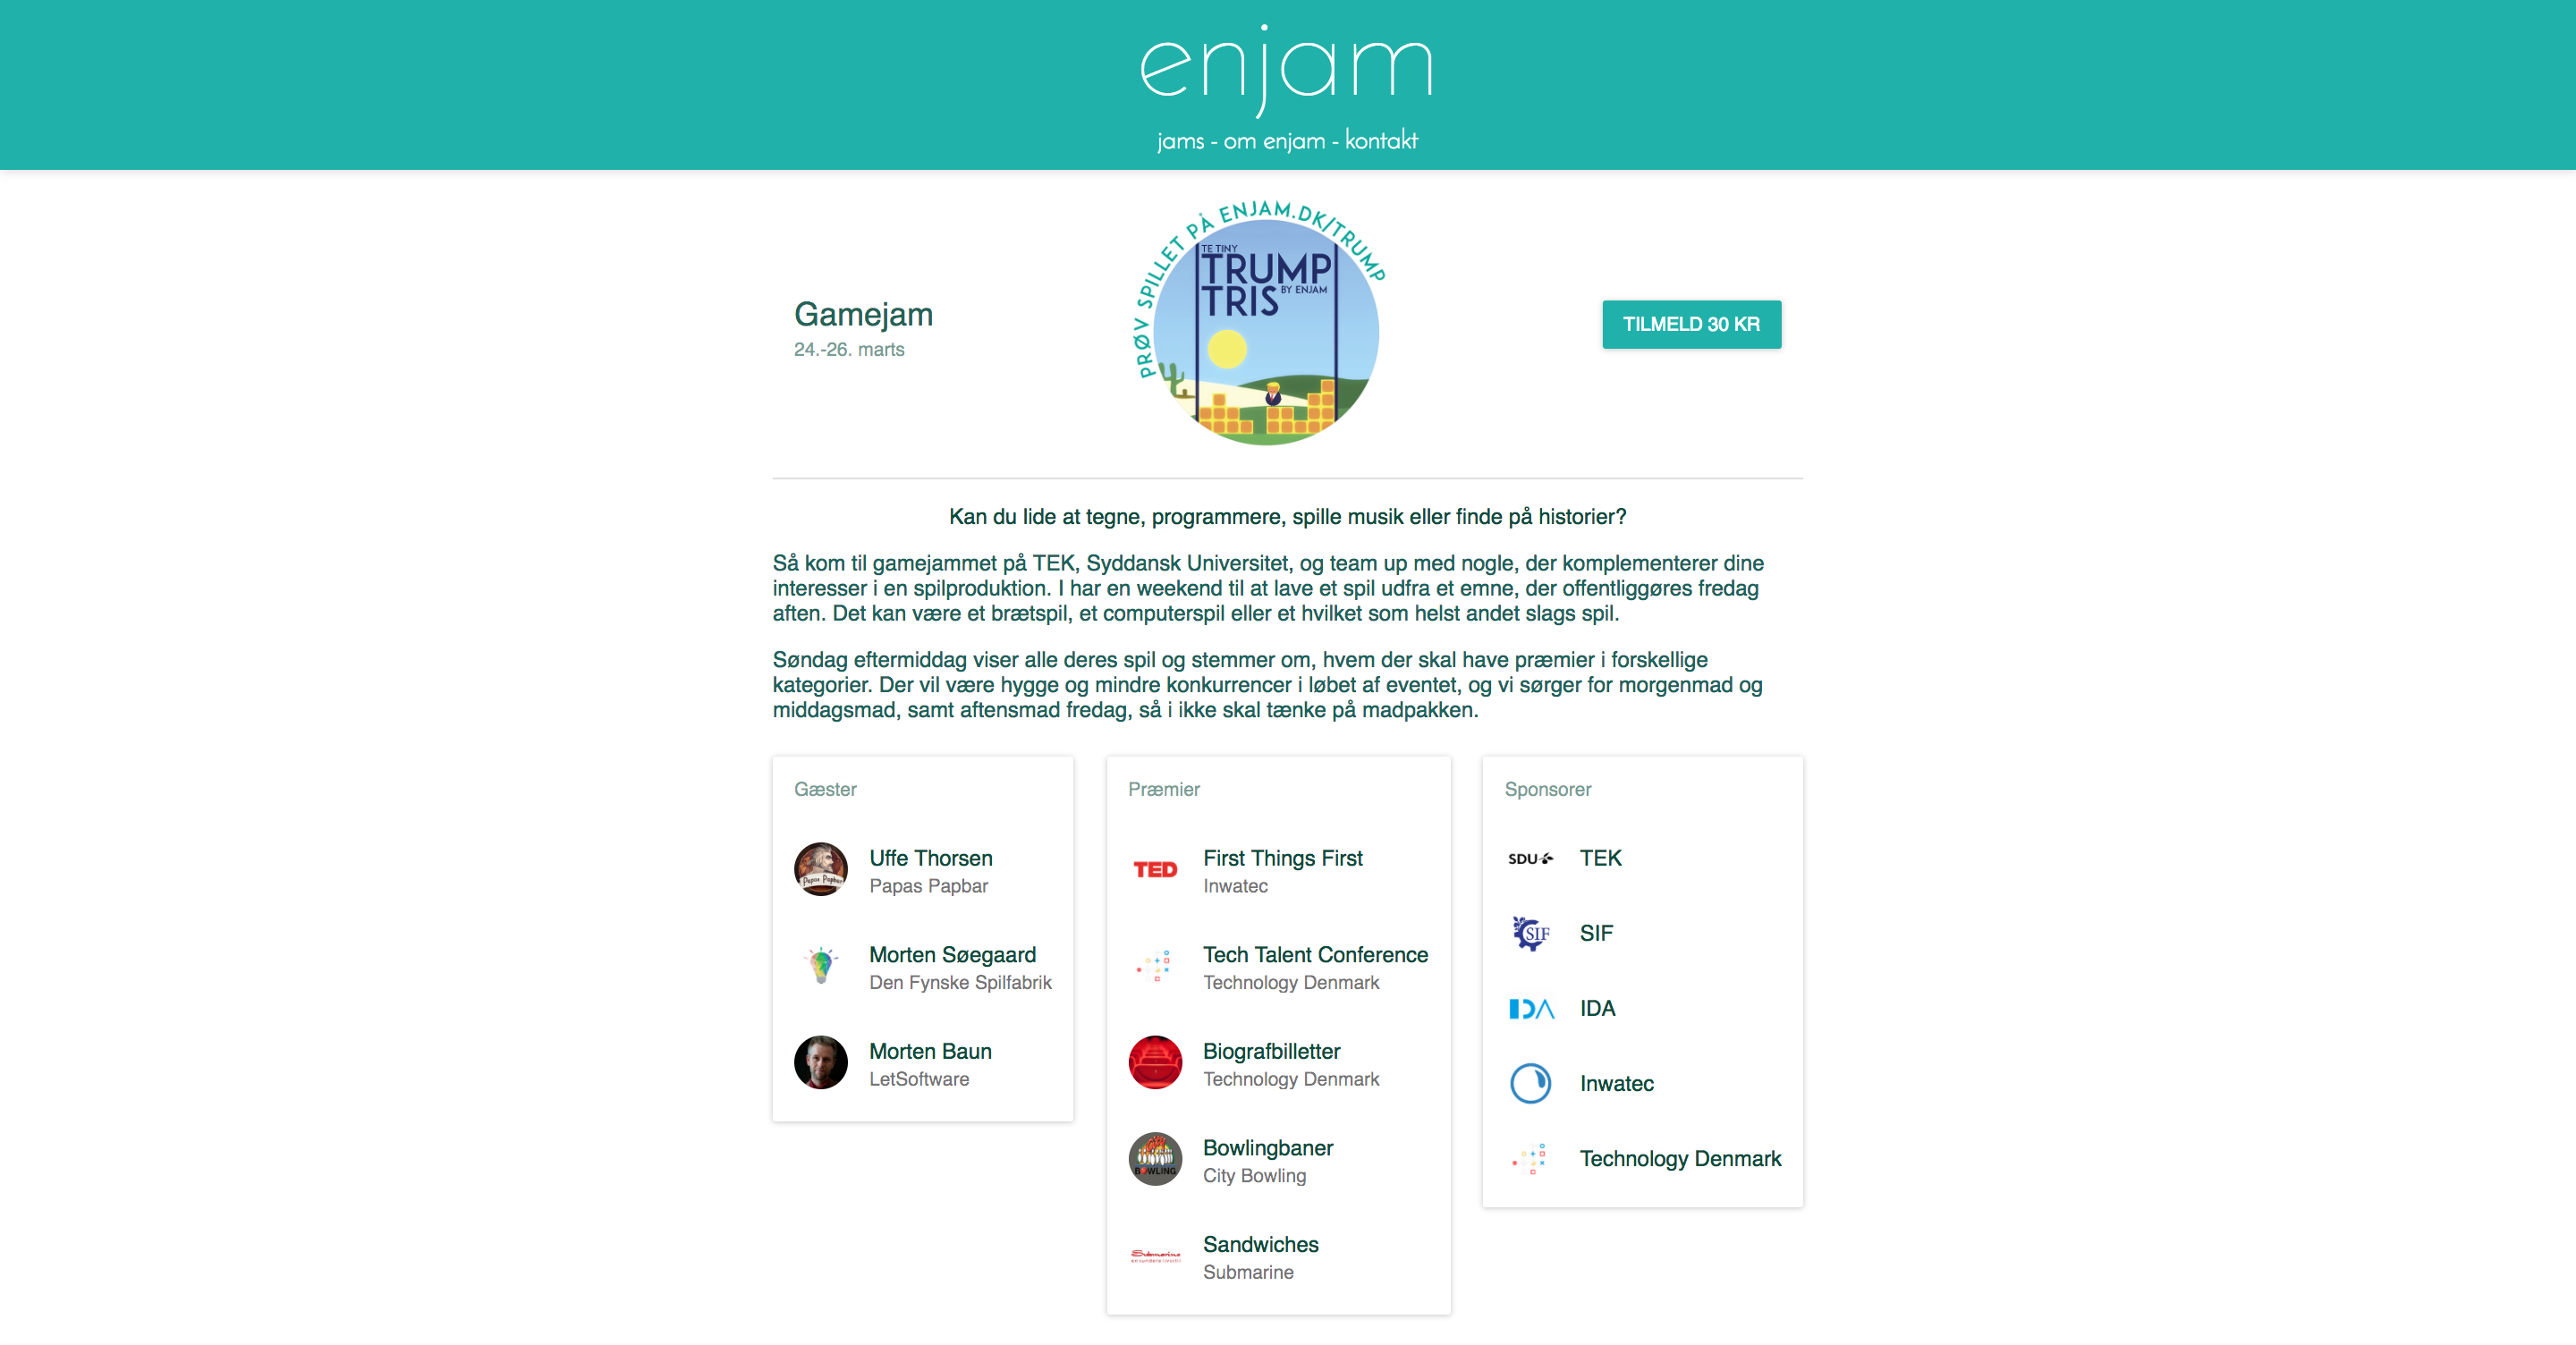 enjam
jams - om enjam - kontakt
PRØV SPILLET PÅ ENJAM.DK/TRUMP
TE TINY
TRUMP
TRIS
BY ENJAM
Gamejam
24.-26. marts
TILMELD 30 KR
Kan du lide at tegne, programmere, spille musik eller finde på historier?
Så kom til gamejammet på TEK, Syddansk Universitet, og team up med nogle, der komplementerer dine
interesser i en spilproduktion. I har en weekend til at lave et spil udfra et emne, der offentliggøres fredag
aften. Det kan være et brætspil, et computerspil eller et hvilket som helst andet slags spil.
Søndag eftermiddag viser alle deres spil og stemmer om, hvem der skal have præmier i forskellige
kategorier. Der vil være hygge og mindre konkurrencer i løbet af eventet, og vi sørger for morgenmad og
middagsmad, samt aftensmad fredag, så i ikke skal tænke på madpakken.
Gæster
Papas Papbar
Uffe Thorsen
Papas Papbar
Morten Søegaard
Den Fynske Spilfabrik
Morten Baun
LetSoftware
Præmier
TED
First Things First
Inwatec
Tech Talent Conference
Technology Denmark
Biografbilletter
Technology Denmark
BOWLING
Bowlingbaner
City Bowling
Submarine
Sandwiches
Submarine
Sponsorer
SDU
TEK
SIF
SIF
IDA
IDA
Inwatec
Technology Denmark